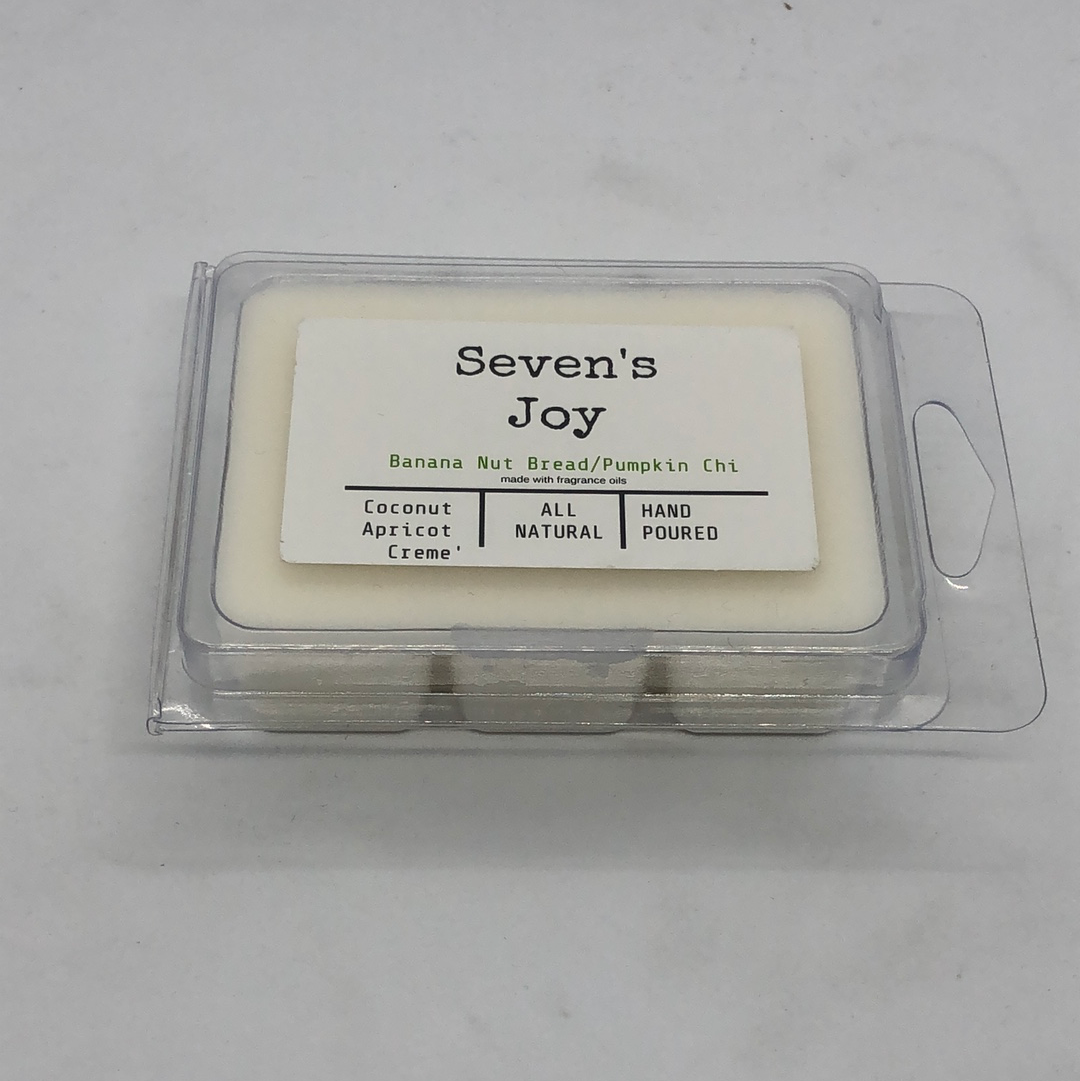 Seven's
Joy
Banana Nut Bread/Pumpkin Chi
made with fragrance oils
Coconut
Apricot
Creme'
ALL
NATURAL
HAND
POURED